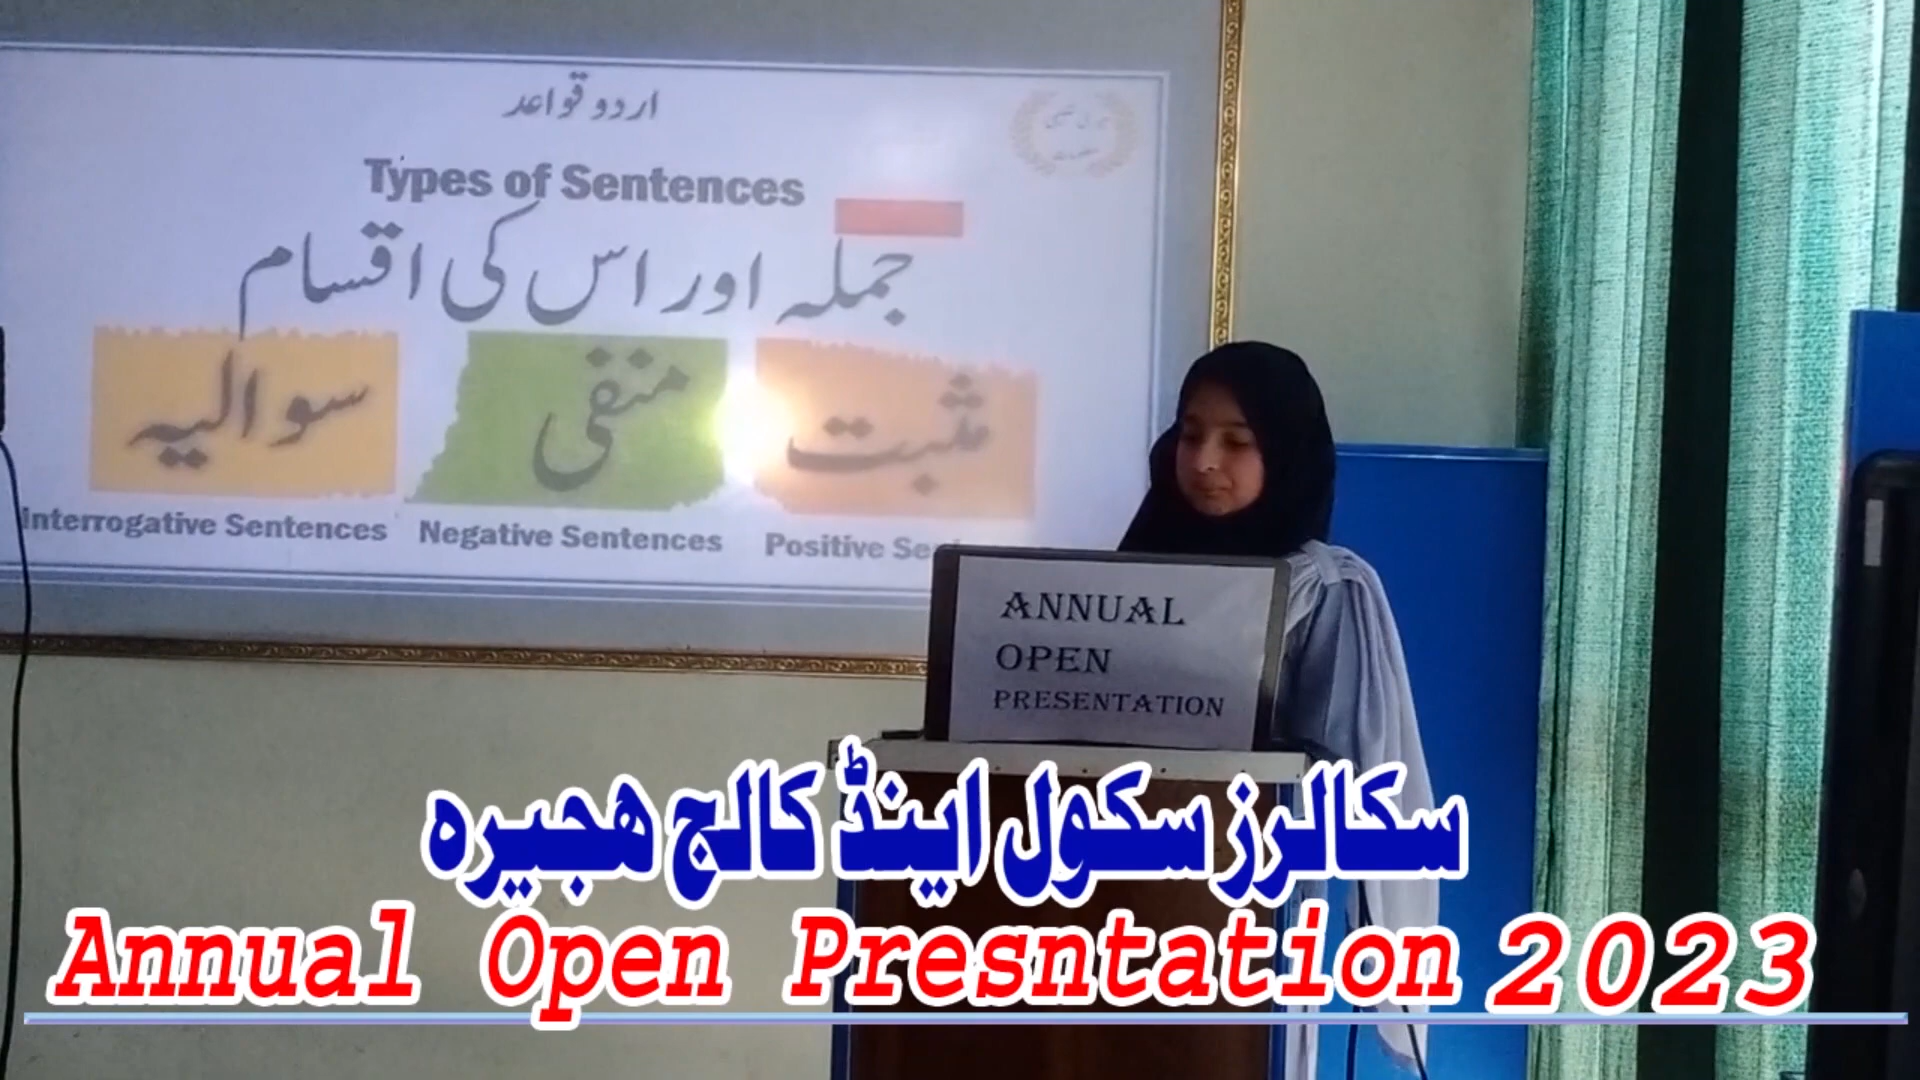 اردو قواعد
Types of Sentences
جملہ اور اس کی اقسام
مثبت
منفی
سوالیہ
Interrogative Sentences
Negative Sentences
Positive
ANNUAL
OPEN
PRESENTATION
سکالرز سکول اینڈ کالج ھجیرہ
Annual Open Presntation 2023